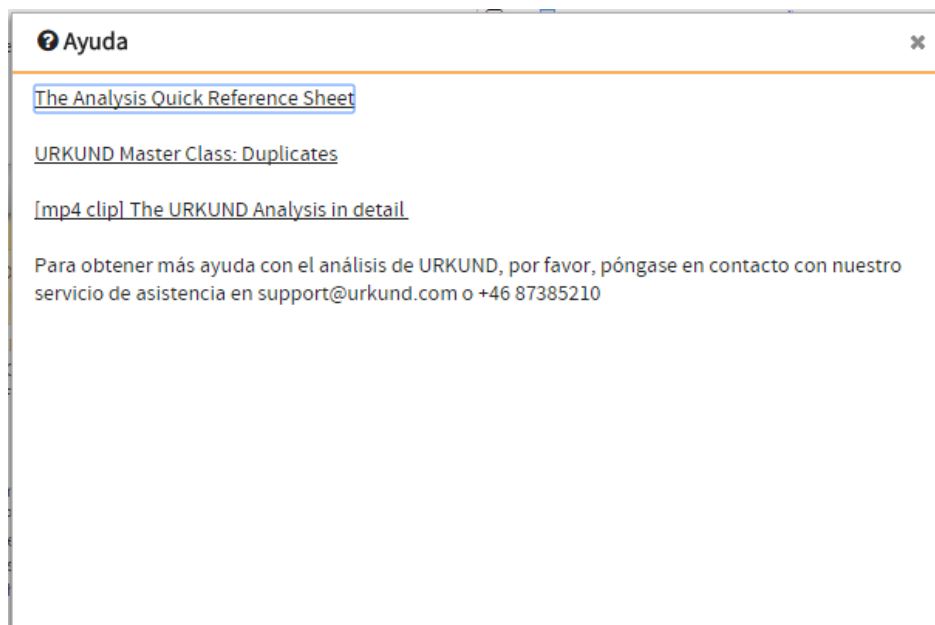 Ayuda
The Analysis Quick Reference Sheet
URKUND Master Class: Duplicates
[mp4 clip] The URKUND Analysis in detail
Para obtener más ayuda con el análisis de URKUND, por favor, póngase en contacto con nuestro
servicio de asistencia en support@urkund.com o +46 87385210